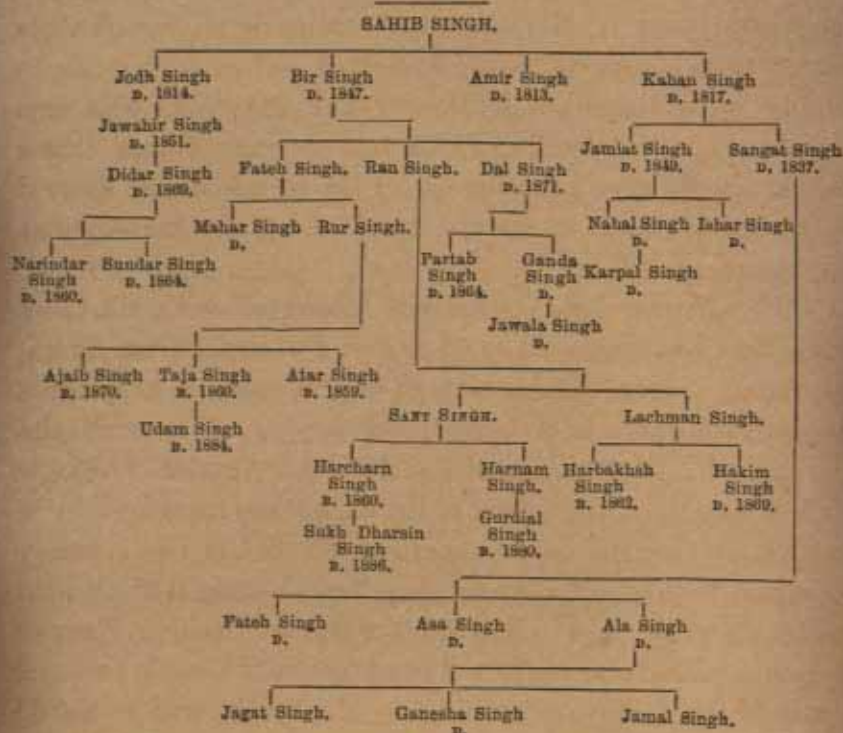 SAHIB SINGH.
Jodh Singh Bir Singh Amir Singh Kahan Singh
D. 1814. D. 1847. D. 1813. D. 1817.
Jawahir Singh
D. 1851.
Jamiat Singh Sangat Singh
D. 1849. D. 1837.
Didar Singh Fateh Singh. Ran Singh. Dal Singh
D. 1869. D. 1871.
Mahar Singh Rur Singh. Nahal Singh Ishar Singh
D. D. D.
Narindar Sundar Singh Partab Ganda Karpal Singh
Singh D. 1864. Singh Singh D.
D. 1860. D. 1864. D.
Jawala Singh
D.
Ajaib Singh Taja Singh Atar Singh
B. 1870. B. 1860. B. 1859.
Udam Singh
B. 1884.
SANT SINGH. Lachman Singh.
Harcharn Harnam Harbakhsh Hakim
Singh Singh. Singh Singh
B. 1860. B. 1862. D. 1869.
Sukh Dharsin Gurdial
Singh Singh
B. 1886. B. 1880.
Fateh Singh Asa Singh Ala Singh
D. D. D.
Jagat Singh. Ganesha Singh Jamal Singh.
D.